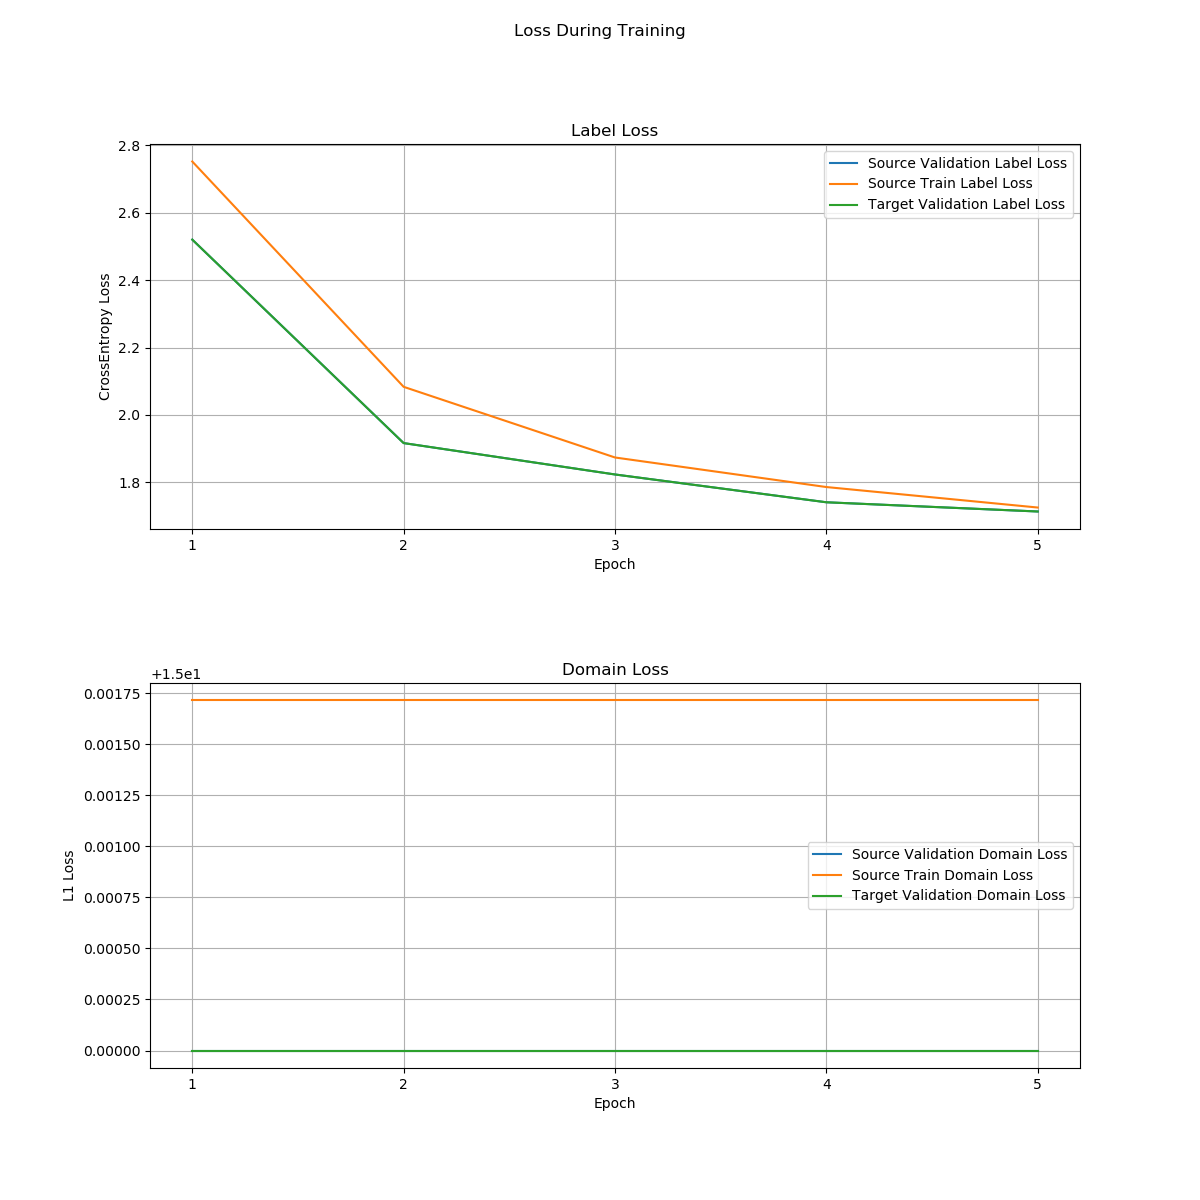 Loss During Training
Label Loss
2.8
2.6
2.4
2.2
2.0
1.8
CrossEntropy Loss
Source Validation Label Loss
Source Train Label Loss
Target Validation Label Loss
1 2 3 4 5
Epoch
Domain Loss
+1.5e1
0.00175
0.00150
0.00125
0.00100
0.00075
0.00050
0.00025
0.00000
L1 Loss
Source Validation Domain Loss
Source Train Domain Loss
Target Validation Domain Loss
1 2 3 4 5
Epoch